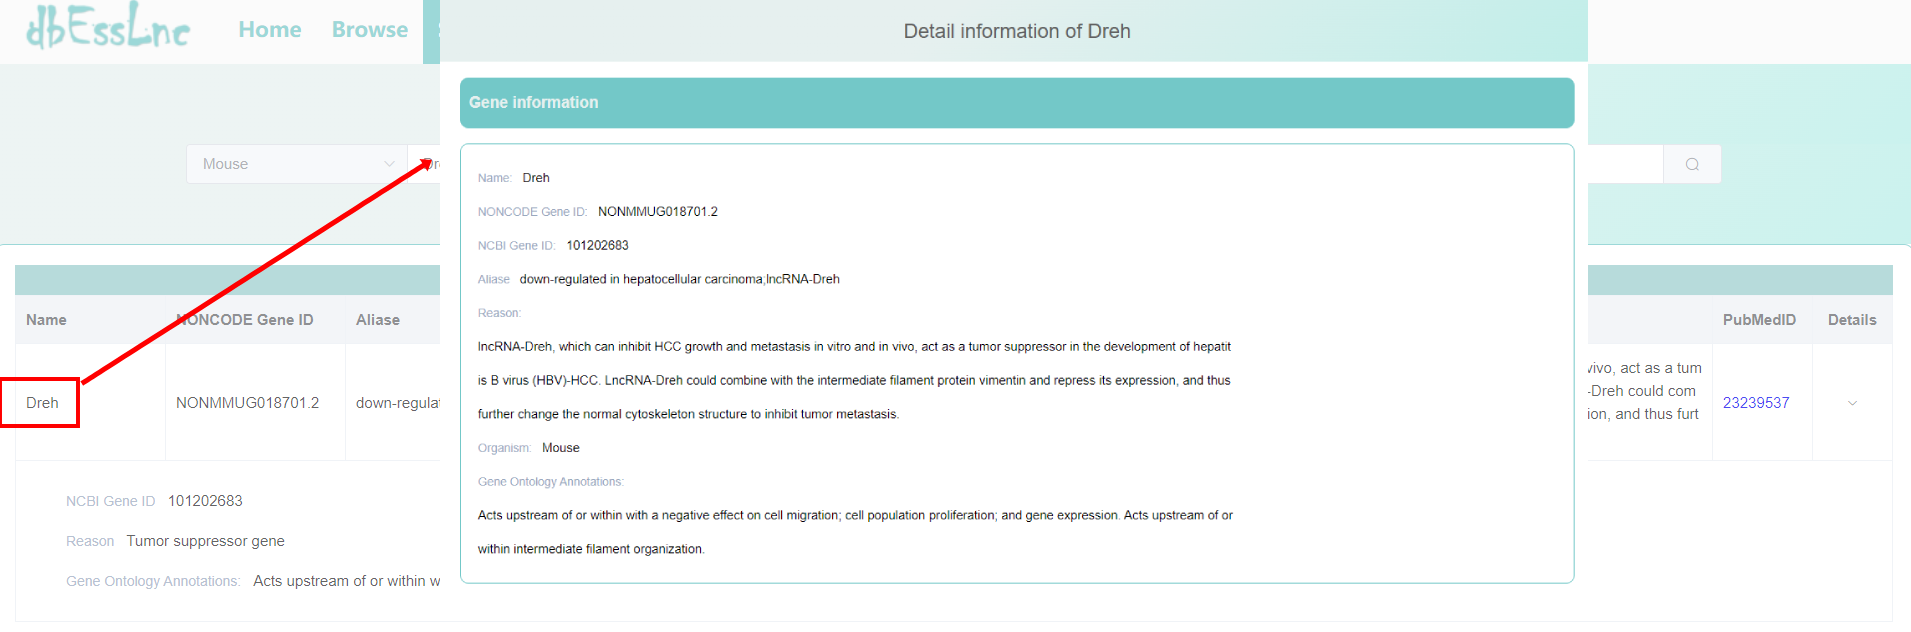 dbEssLnc
Home
Browse
Detail information of Dreh
Gene information
Mouse
Name: Dreh
NONCODE Gene ID: NONMMUG018701.2
NCBI Gene ID: 101202683
Aliase down-regulated in hepatocellular carcinoma;lncRNA-Dreh
Reason:
lncRNA-Dreh, which can inhibit HCC growth and metastasis in vitro and in vivo, act as a tumor suppressor in the development of hepatit
is B virus (HBV)-HCC. LncRNA-Dreh could combine with the intermediate filament protein vimentin and repress its expression, and thus
further change the normal cytoskeleton structure to inhibit tumor metastasis.
Organism: Mouse
Gene Ontology Annotations:
Acts upstream of or within with a negative effect on cell migration; cell population proliferation; and gene expression. Acts upstream of or
within intermediate filament organization.
Name
NONCODE Gene ID
Aliase
PubMedID
Details
Dreh
NONMMUG018701.2
down-regulat
vivo, act as a tum
-Dreh could com
ion, and thus furt
23239537
NCBI Gene ID 101202683
Reason Tumor suppressor gene
Gene Ontology Annotations: Acts upstream of or within w